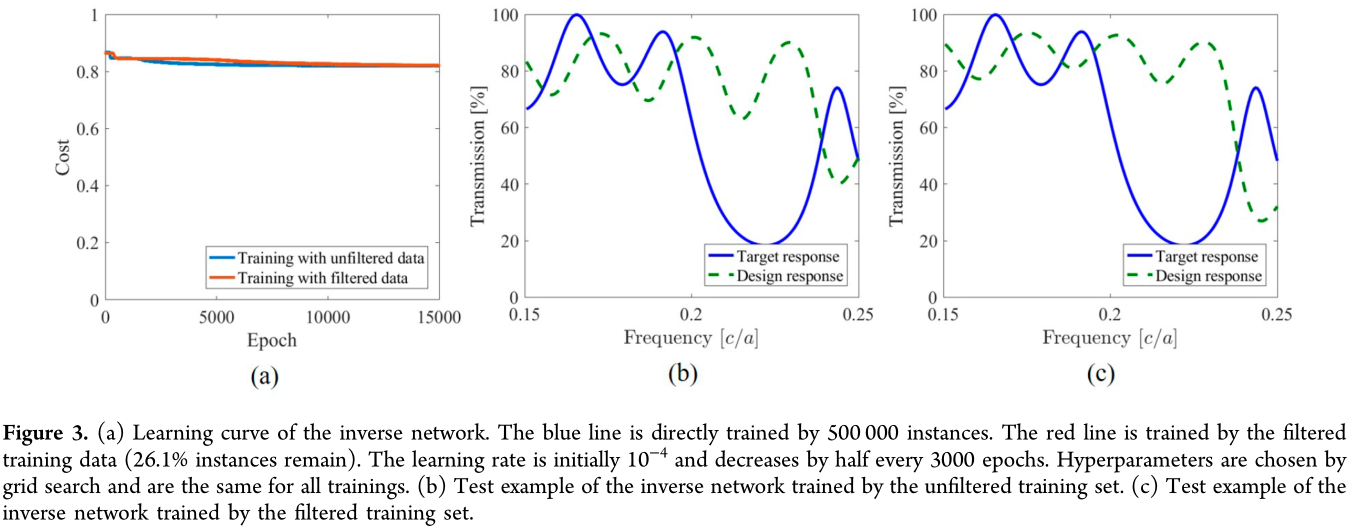 1
0.8
0.6
0.4
0.2
0
Cost
0
5000
10000
15000
Epoch
Training with unfiltered data
Training with filtered data
(a)
100
80
60
40
20
0
Transmission [%]
0.15
0.2
0.25
Frequency [c/a]
Target response
Design response
(b)
100
80
60
40
20
0
Transmission [%]
0.15
0.2
0.25
Frequency [c/a]
Target response
Design response
(c)
Figure 3. (a) Learning curve of the inverse network. The blue line is directly trained by 500 000 instances. The red line is trained by the filtered
training data (26.1% instances remain). The learning rate is initially 10⁻⁴ and decreases by half every 3000 epochs. Hyperparameters are chosen by
grid search and are the same for all trainings. (b) Test example of the inverse network trained by the unfiltered training set. (c) Test example of the
inverse network trained by the filtered training set.